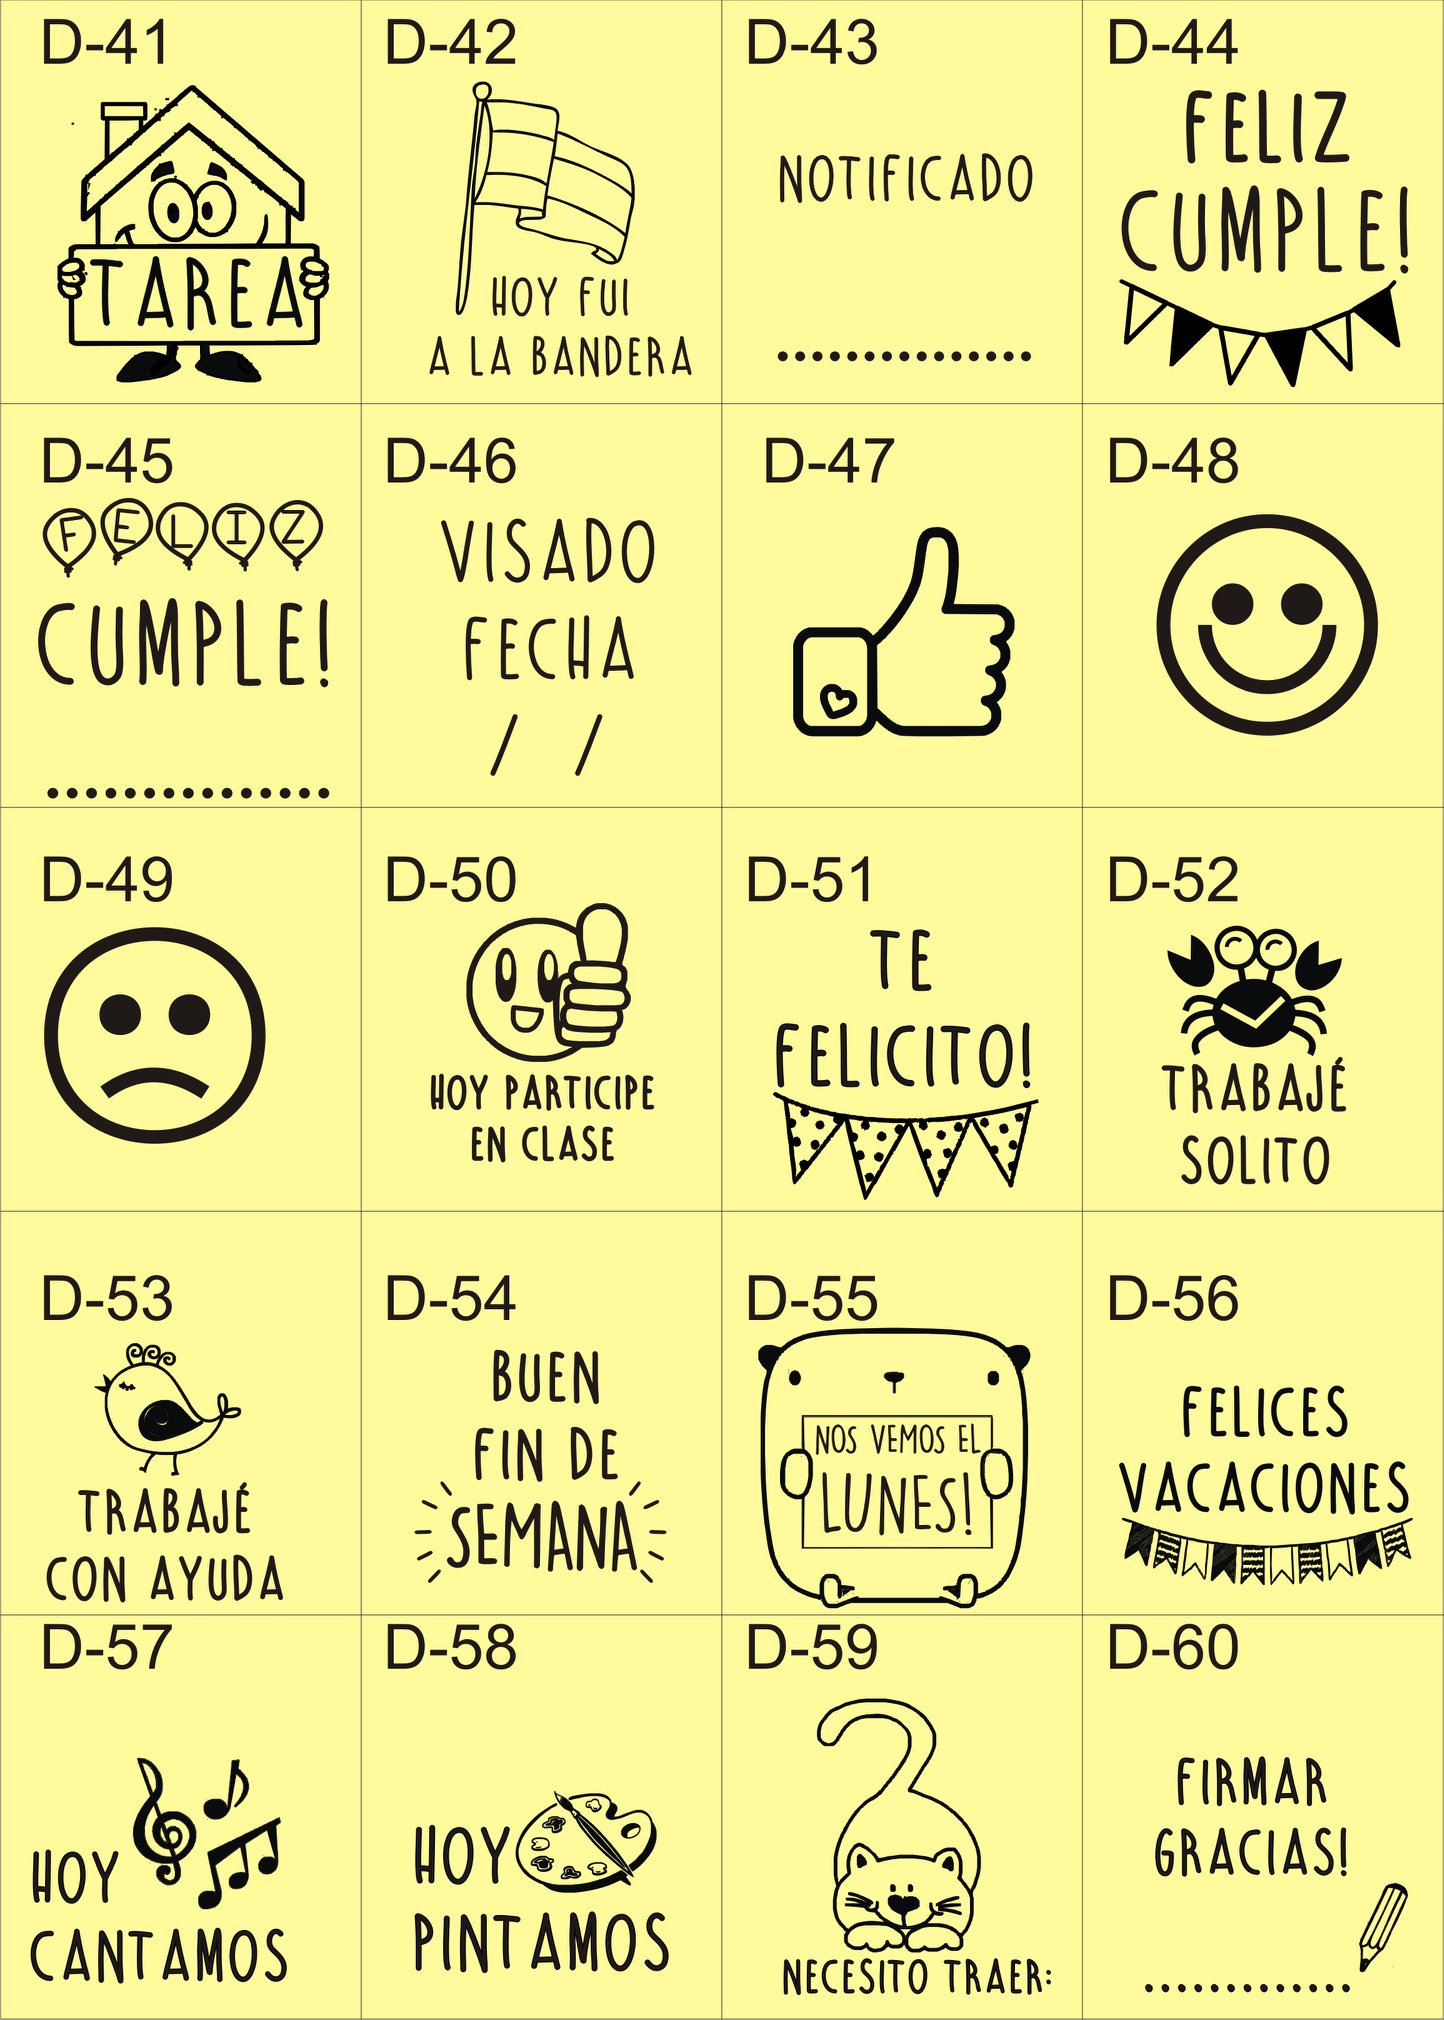 D-41
TAREA
D-42
HOY FUI
A LA BANDERA
D-43
NOTIFICADO
D-44
FELIZ
CUMPLE!
D-45
FELIZ
CUMPLE!
D-46
VISADO
FECHA
/ /
D-47
D-48
D-49
D-50
HOY PARTICIPE
EN CLASE
D-51
TE
FELICITO!
D-52
TRABAJÉ
SOLITO
D-53
TRABAJÉ
CON AYUDA
D-54
BUEN
FIN DE
SEMANA
D-55
NOS VEMOS EL
LUNES!
D-56
FELICES
VACACIONES
D-57
HOY
CANTAMOS
D-58
HOY
PINTAMOS
D-59
NECESITO TRAER:
D-60
FIRMAR
GRACIAS!